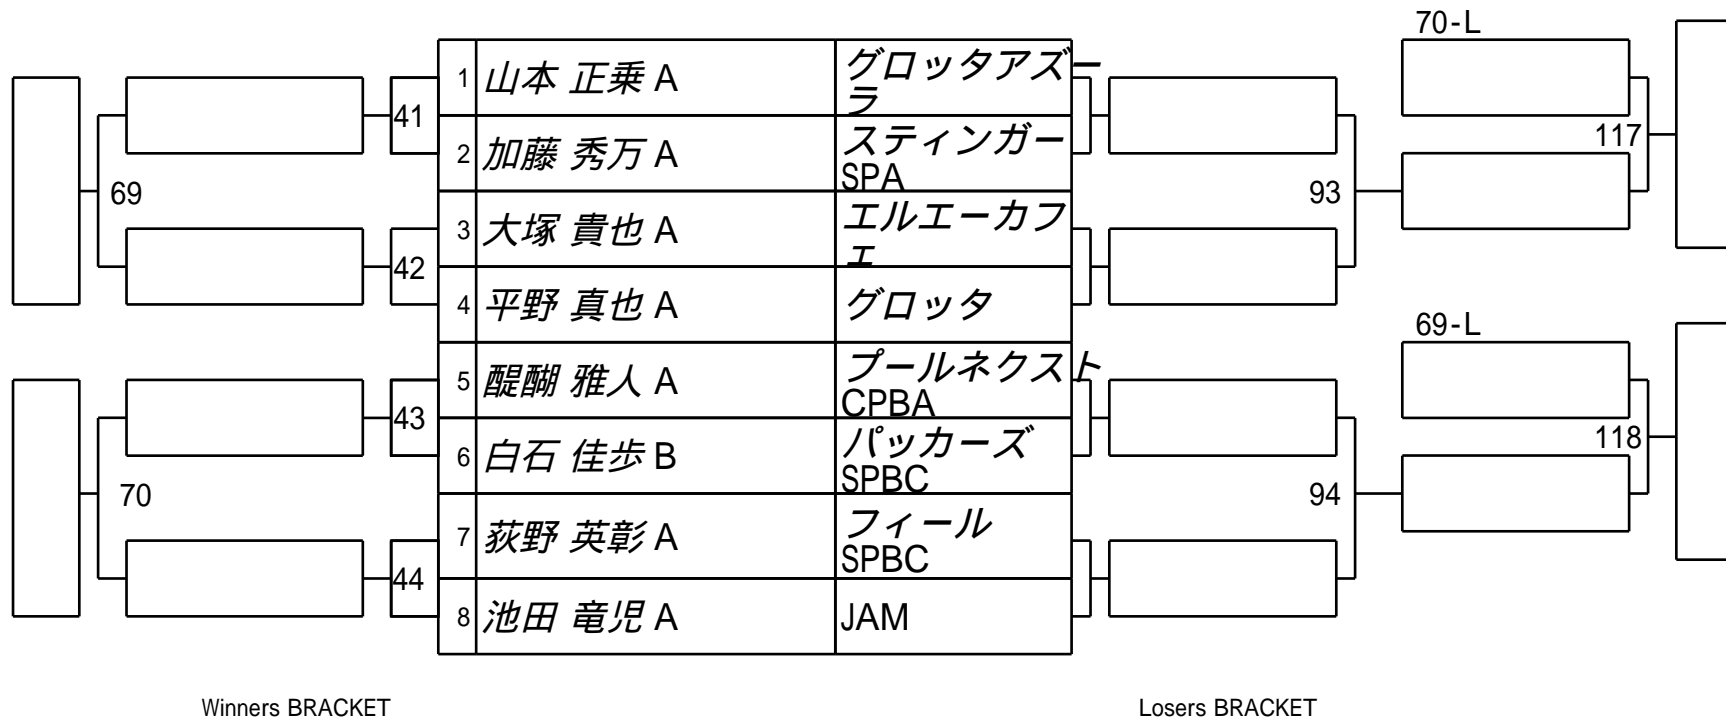 70-L
1 山本 正乗 A グロッタアズー
ラ
41
2 加藤 秀万 A スティンガー
SPA
117
69
93
3 大塚 貴也 A エルエーカフ
ェ
42
4 平野 真也 A グロッタ
69-L
5 醍醐 雅人 A プールネクスト
CPBA
43
6 白石 佳歩 B パッカーズ
SPBC
118
70
94
7 荻野 英彰 A フィール
SPBC
44
8 池田 竜児 A JAM
Winners BRACKET Losers BRACKET